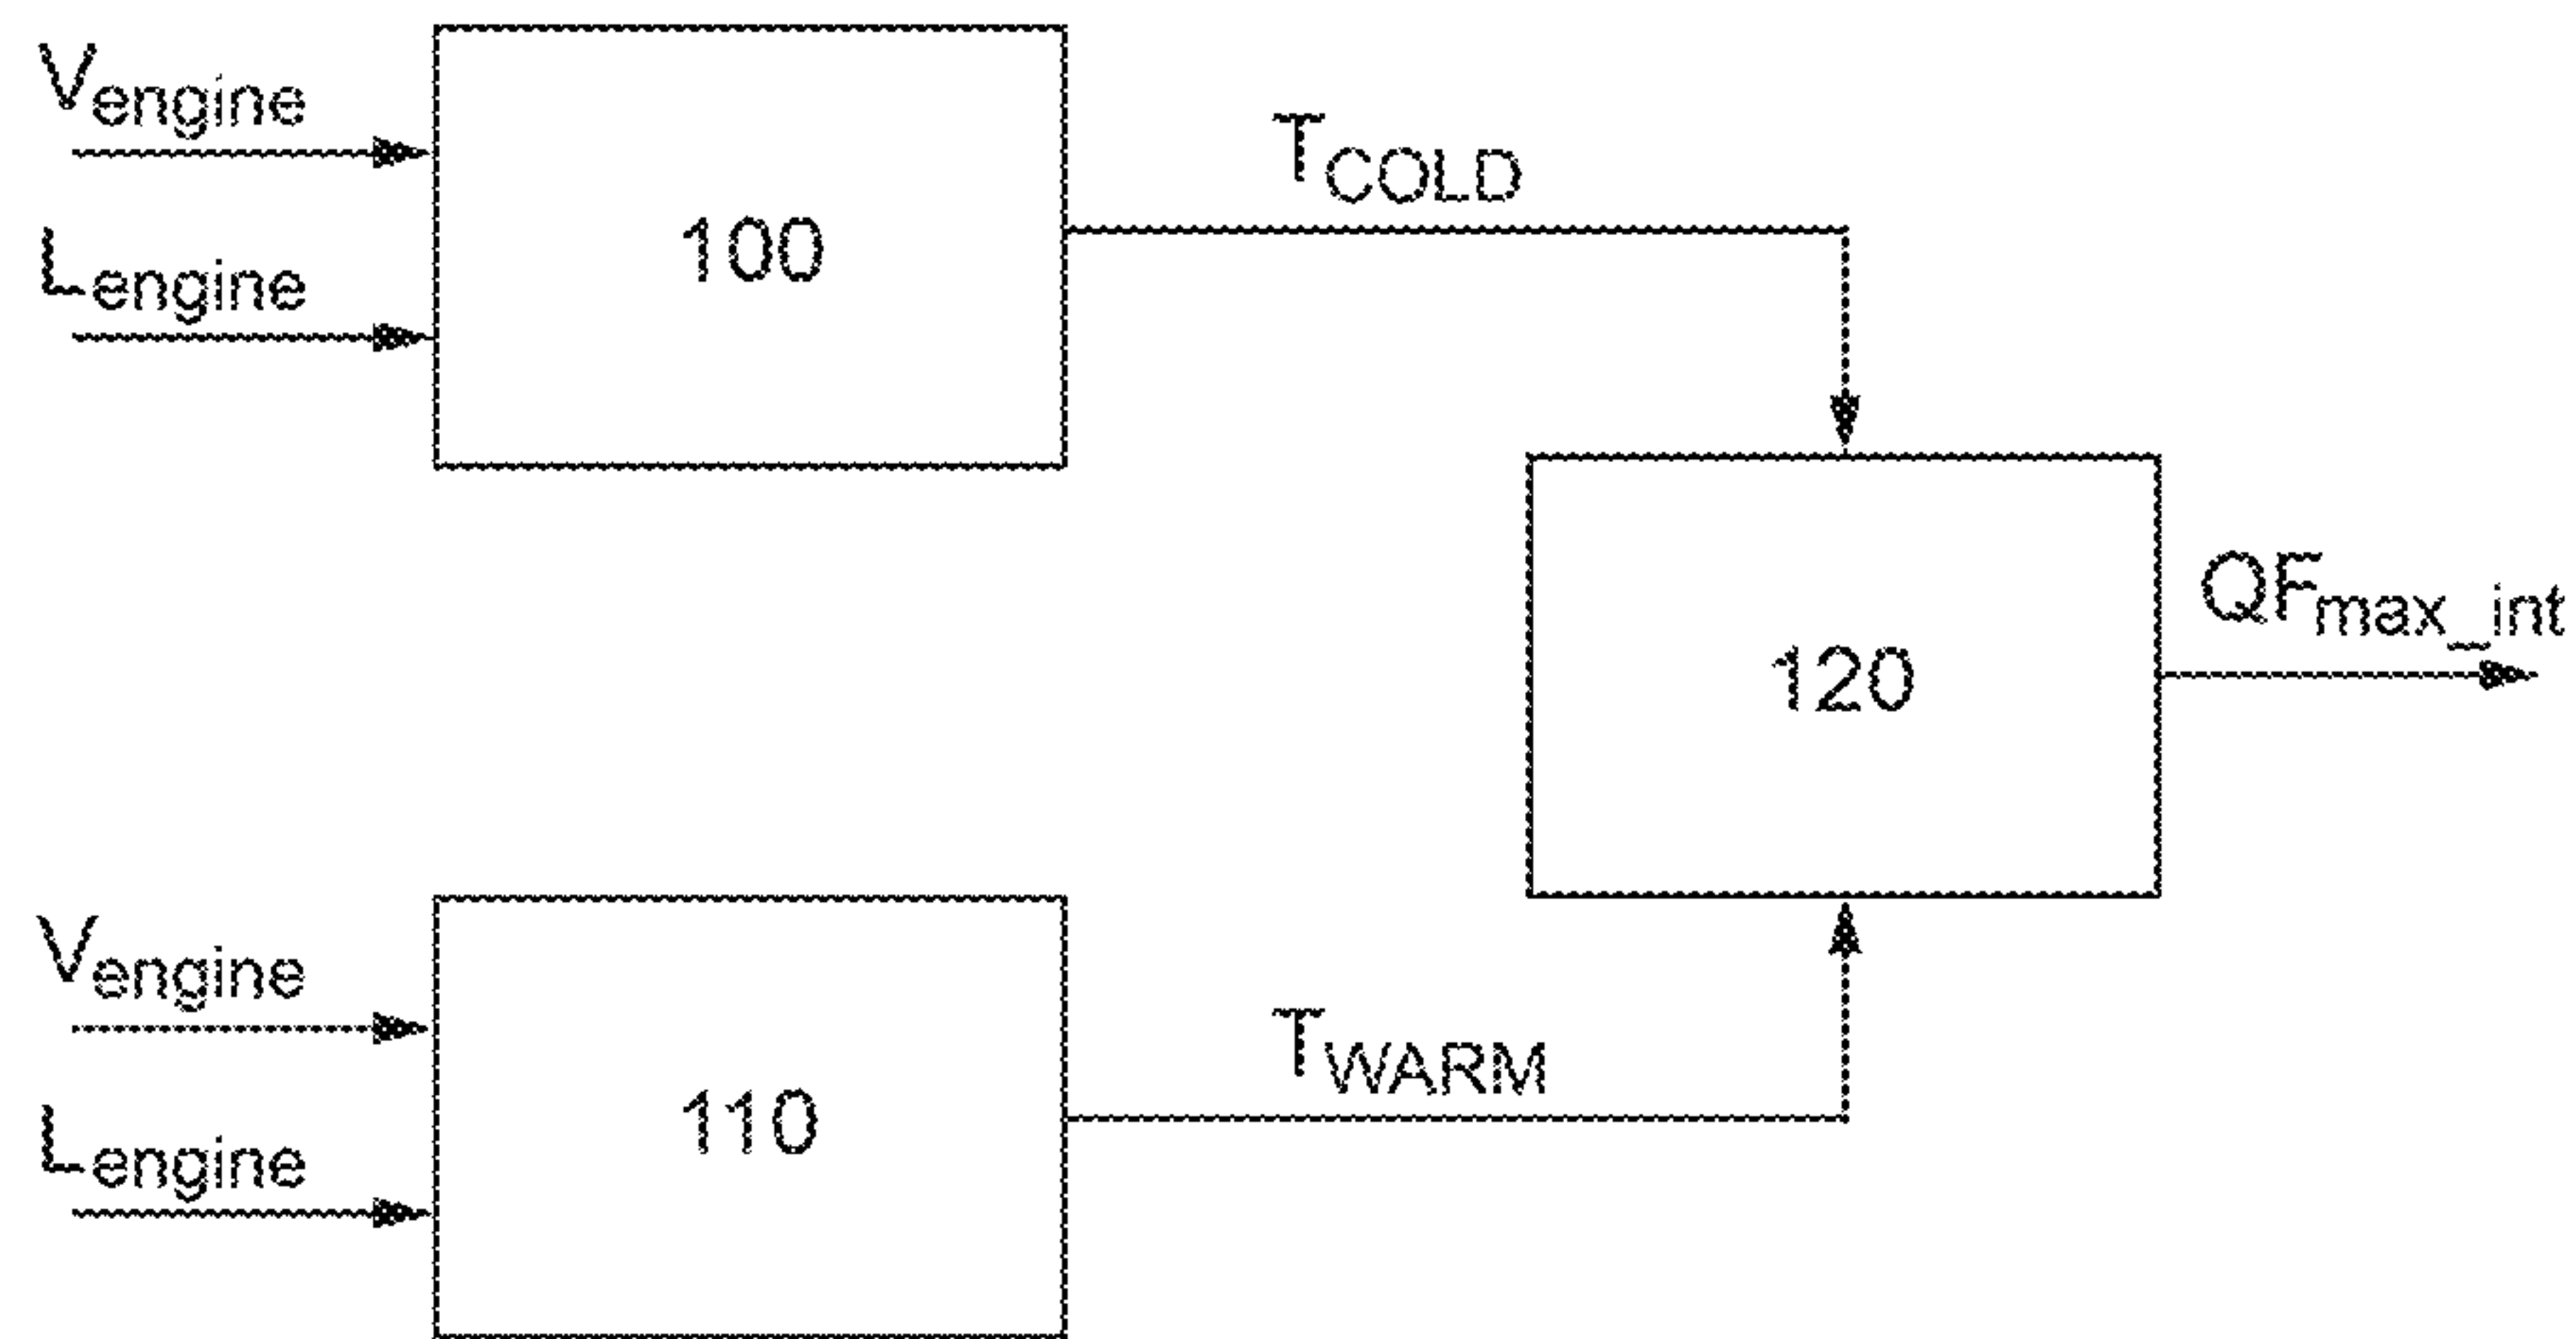 Vengine
Lengine
100
TCOLD
120
QFmax_int
Vengine
Lengine
110
TWARM